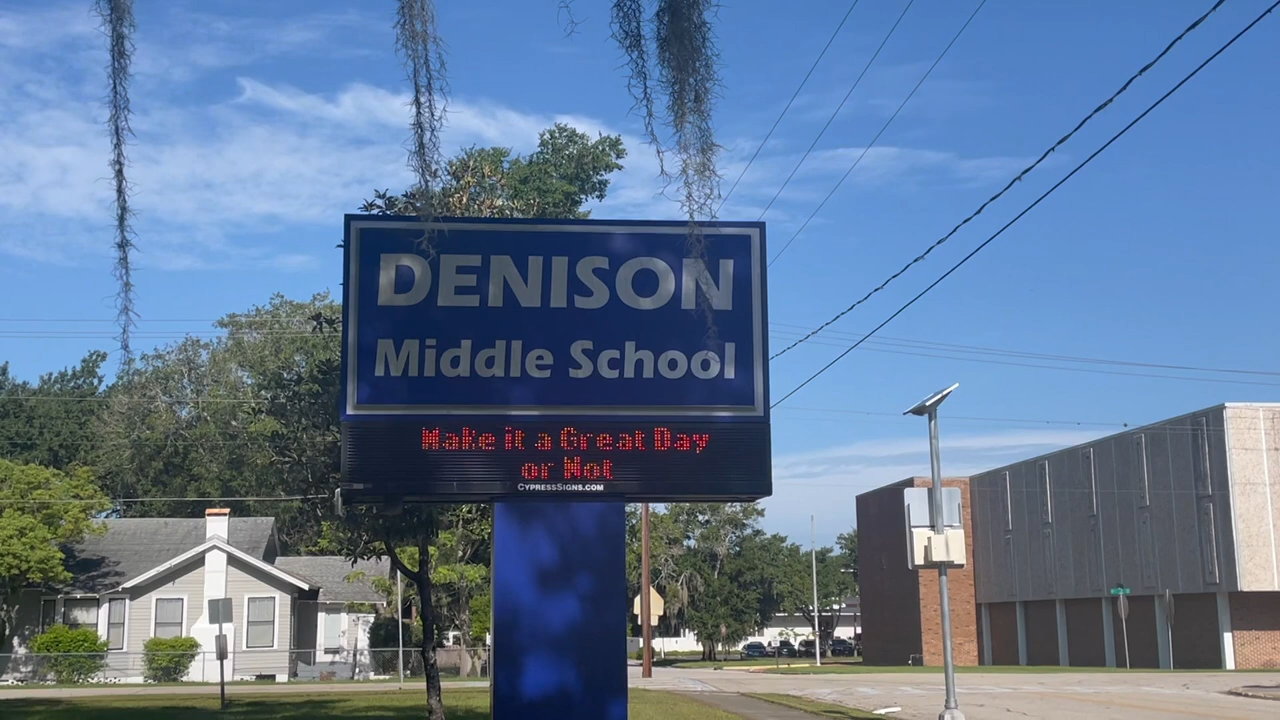 DENISON
Middle School
Make it a Great Day
or Not
CYPRESSSIGNS.COM